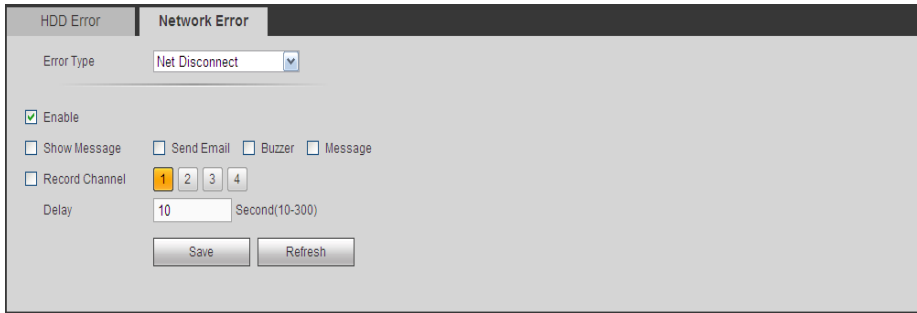 HDD Error Network Error
Error Type Net Disconnect
Enable
Show Message Send Email Buzzer Message
Record Channel 1 2 3 4
Delay 10 Second(10-300)
Save Refresh